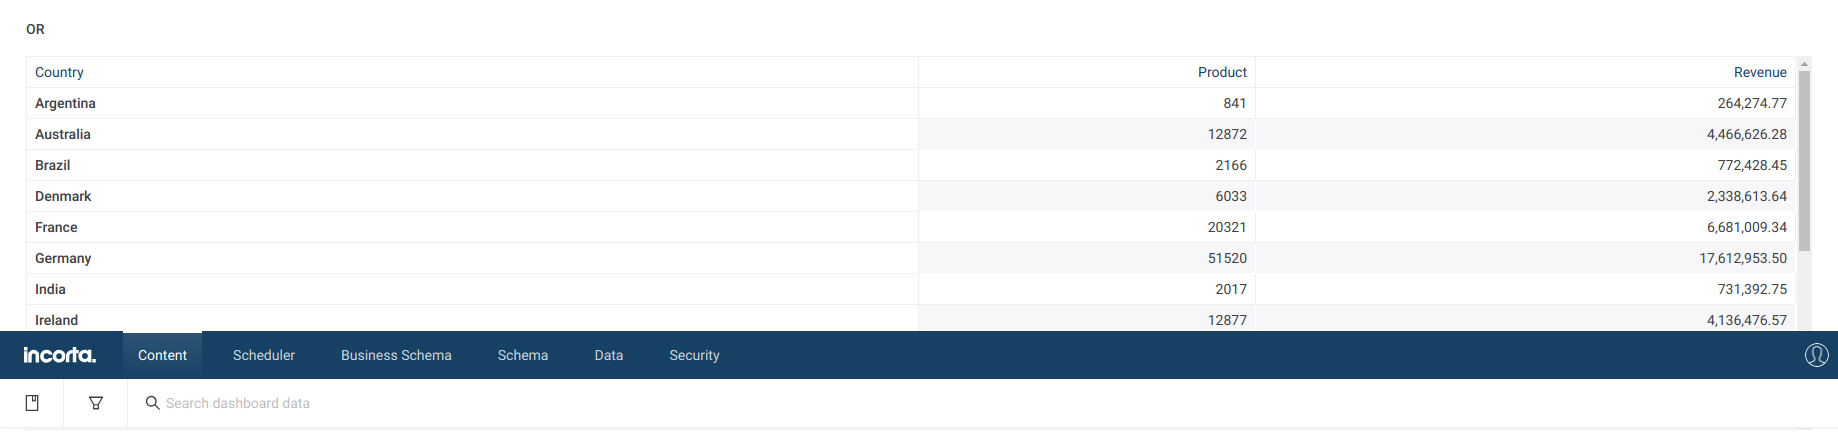 OR
Country Product Revenue
Argentina 841 264,274.77
Australia 12872 4,466,626.28
Brazil 2166 772,428.45
Denmark 6033 2,338,613.64
France 20321 6,681,009.34
Germany 51520 17,612,953.50
India 2017 731,392.75
Ireland 12877 4,136,476.57
incorta. Content Scheduler Business Schema Schema Data Security
Search dashboard data